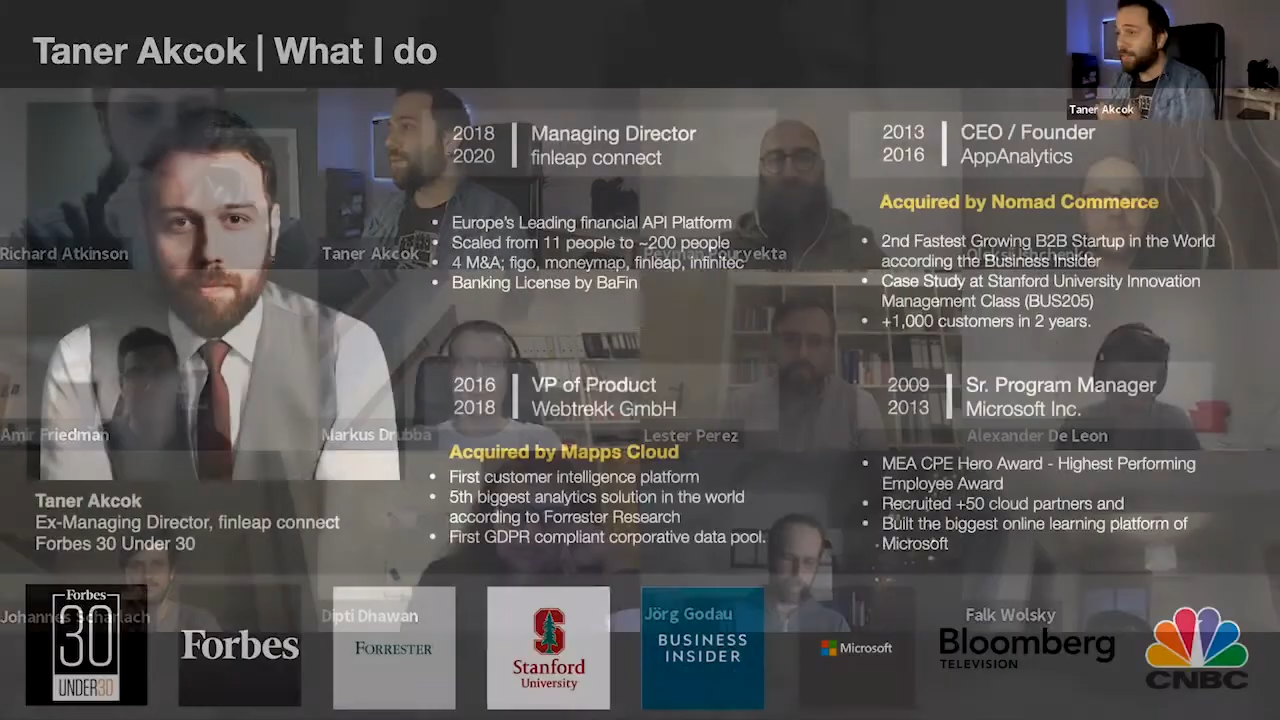 Taner Akcok | What I do
Taner Akcok
2018
2020
Managing Director
finleap connect
Europe's Leading financial API Platform
Scaled from 11 people to ~200 people
4 M&A; figo, moneymap, finleap, infinitec
Banking License by BaFin
2013
2016
CEO / Founder
AppAnalytics
Acquired by Nomad Commerce
2nd Fastest Growing B2B Startup in the World
according the Business Insider
Case Study at Stanford University Innovation
Management Class (BUS205)
+1,000 customers in 2 years.
Richard Atkinson
Taner Akcok
Peyman Pouryekta
2016
2018
VP of Product
Webtrekk GmbH
Acquired by Mapps Cloud
First customer intelligence platform
5th biggest analytics solution in the world
according to Forrester Research
First GDPR compliant corporative data pool.
2009
2013
Sr. Program Manager
Microsoft Inc.
MEA CPE Hero Award - Highest Performing
Employee Award
Recruited +50 cloud partners and
Built the biggest online learning platform of
Microsoft
Amir Friedman
Markus Drubba
Lester Perez
Alexander De Leon
Taner Akcok
Ex-Managing Director, finleap connect
Forbes 30 Under 30
Johannes Scharlach
Dipti Dhawan
Jörg Godau
Falk Wolsky
Forbes
30
UNDER30
Forbes
FORRESTER
S
Stanford
University
BUSINESS
INSIDER
Microsoft
Bloomberg
TELEVISION
CNBC